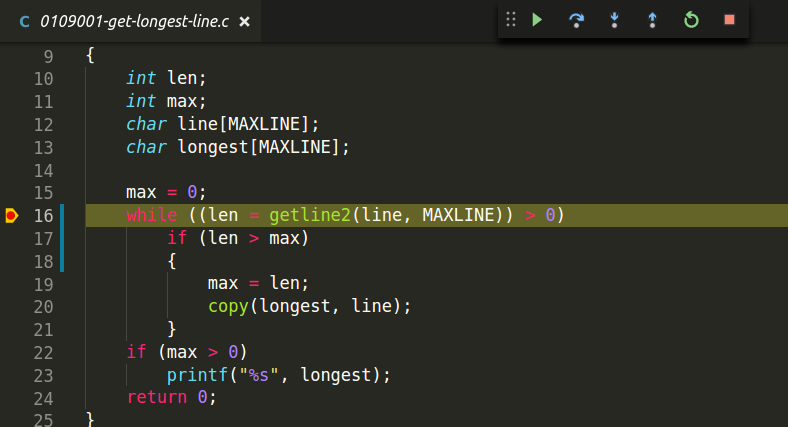 C 0109001-get-longest-line.c ×
9 {
10 int len;
11 int max;
12 char line[MAXLINE];
13 char longest[MAXLINE];
14
15 max = 0;
16 while ((len = getline2(line, MAXLINE)) > 0)
17 if (len > max)
18 {
19 max = len;
20 copy(longest, line);
21 }
22 if (max > 0)
23 printf("%s", longest);
24 return 0;
25 }